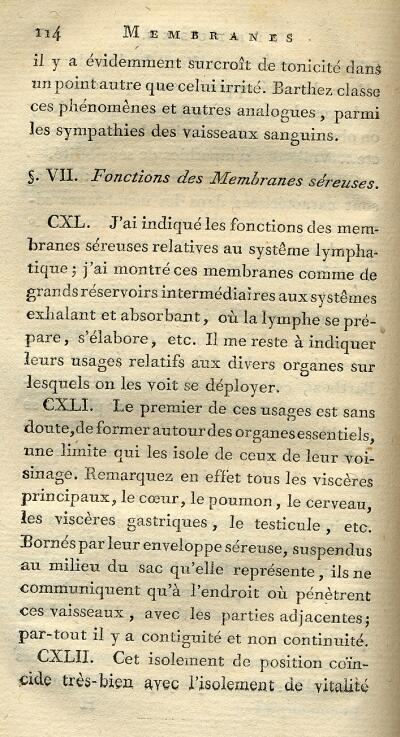 114 MEMBRANES
il y a évidemment surcroît de tonicité dans
un point autre que celui irrité. Barthez classe
ces phénomènes et autres analogues, parmi
les sympathies des vaisseaux sanguins.
§. VII. Fonctions des Membranes séreuses.
CXL. J'ai indiqué les fonctions des mem-
branes séreuses relatives au systême lympha-
tique; j'ai montré ces membranes comme de
grands réservoirs intermédiaires aux systêmes
exhalant et absorbant, où la lymphe se pré-
pare, s'élabore, etc. Il me reste à indiquer
leurs usages relatifs aux divers organes sur
lesquels on les voit se déployer.
CXLI. Le premier de ces usages est sans
doute, de former autour des organes essentiels,
une limite qui les isole de ceux de leur voi-
sinage. Remarquez en effet tous les viscères
principaux, le cœur, le poumon, le cerveau,
les viscères gastriques, le testicule, etc.
Bornés par leur enveloppe séreuse, suspendus
au milieu du sac qu'elle représente, ils ne
communiquent qu'à l'endroit où pénètrent
ces vaisseaux, avec les parties adjacentes;
par-tout il y a contiguité et non continuité.
CXLII. Cet isolement de position coïn-
cide très-bien avec l'isolement de vitalité